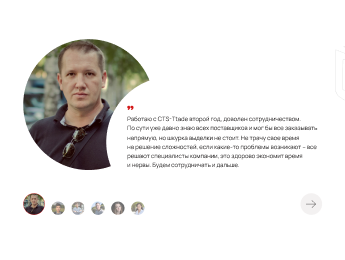 Работаю с CTS-Ttade второй год, доволен сотрудничеством.
По сути уже давно знаю всех поставщиков и мог бы все заказывать
напрямую, но шкурка выделки не стоит. Не трачу свое время
не решение сложностей, если какие-то проблемы возникают - все
решают специалисты компании, это здорово экономит время
и нервы. Будем сотрудничать и дальше.